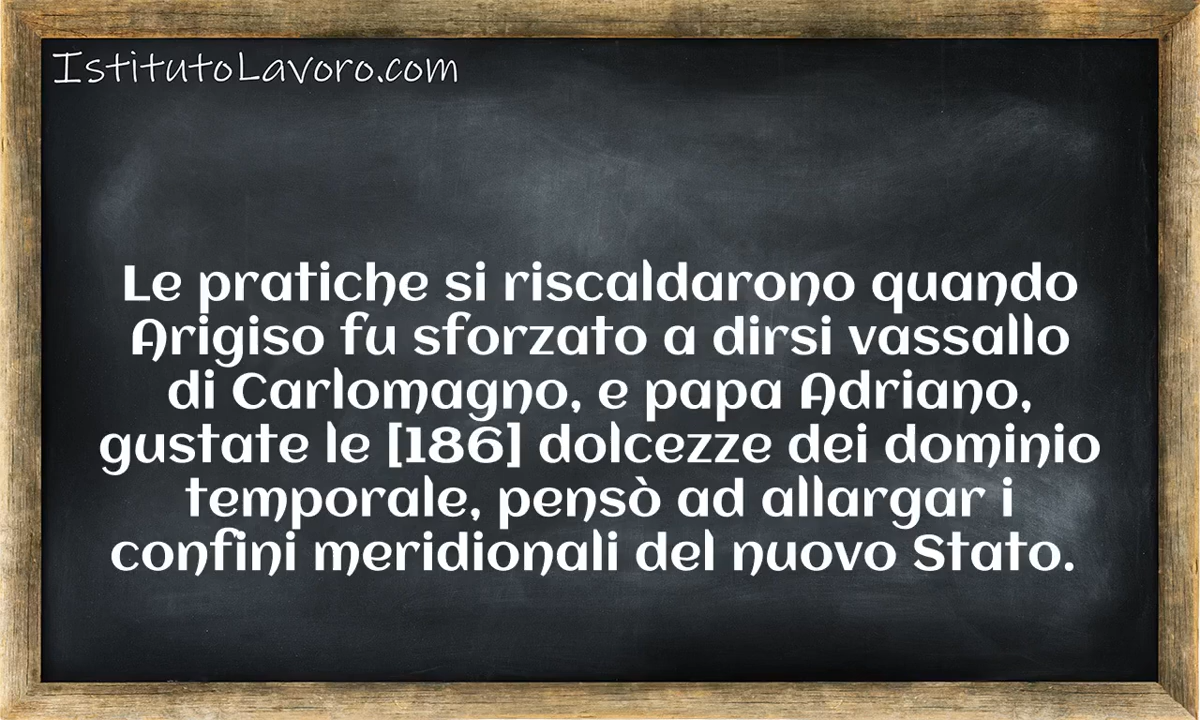 IstitutoLavoro.com
Le pratiche si riscaldarono quando
Arigiso fu sforzato a dirsi vassallo
di Carlomagno, e papa Adriano,
gustate le [186] dolcezze dei dominio
temporale, pensò ad allargar i
confini meridionali del nuovo Stato.